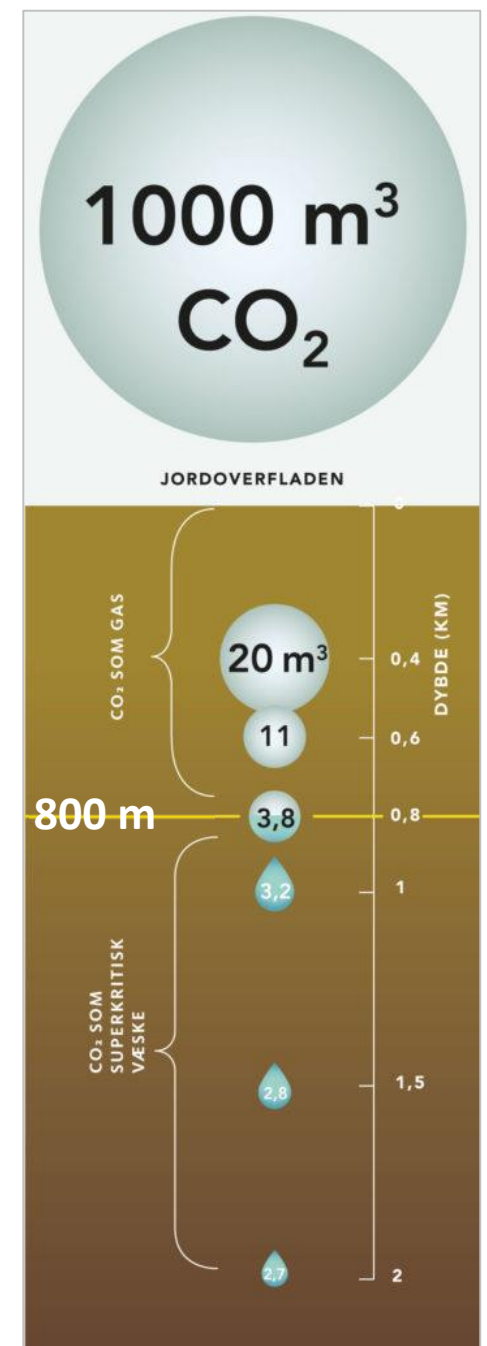 1000 m³
CO₂
JORDOVERFLADEN
0
CO₂ SOM GAS
20 m³
0,4
DYBDE (KM)
11
0,6
800 m
3,8
0,8
3,2
1
CO₂ SOM
SUPERKRITISK
VÆSKE
2,8
1,5
2,7
2